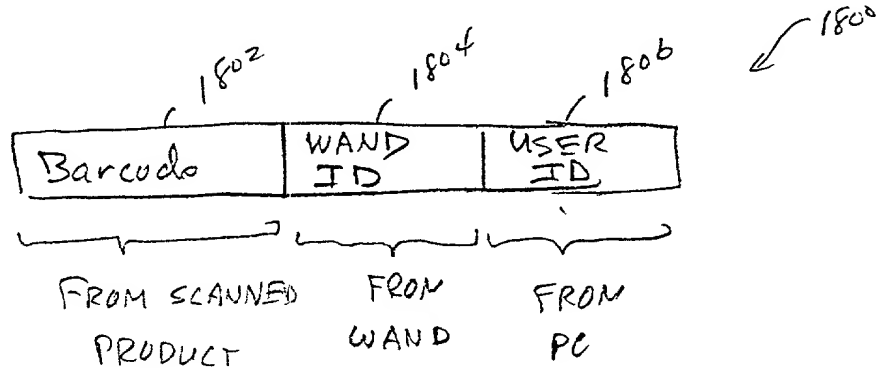 1800
1802 1804 1806
Barcode WAND ID USER ID
FROM SCANNED PRODUCT
FROM WAND
FROM PC